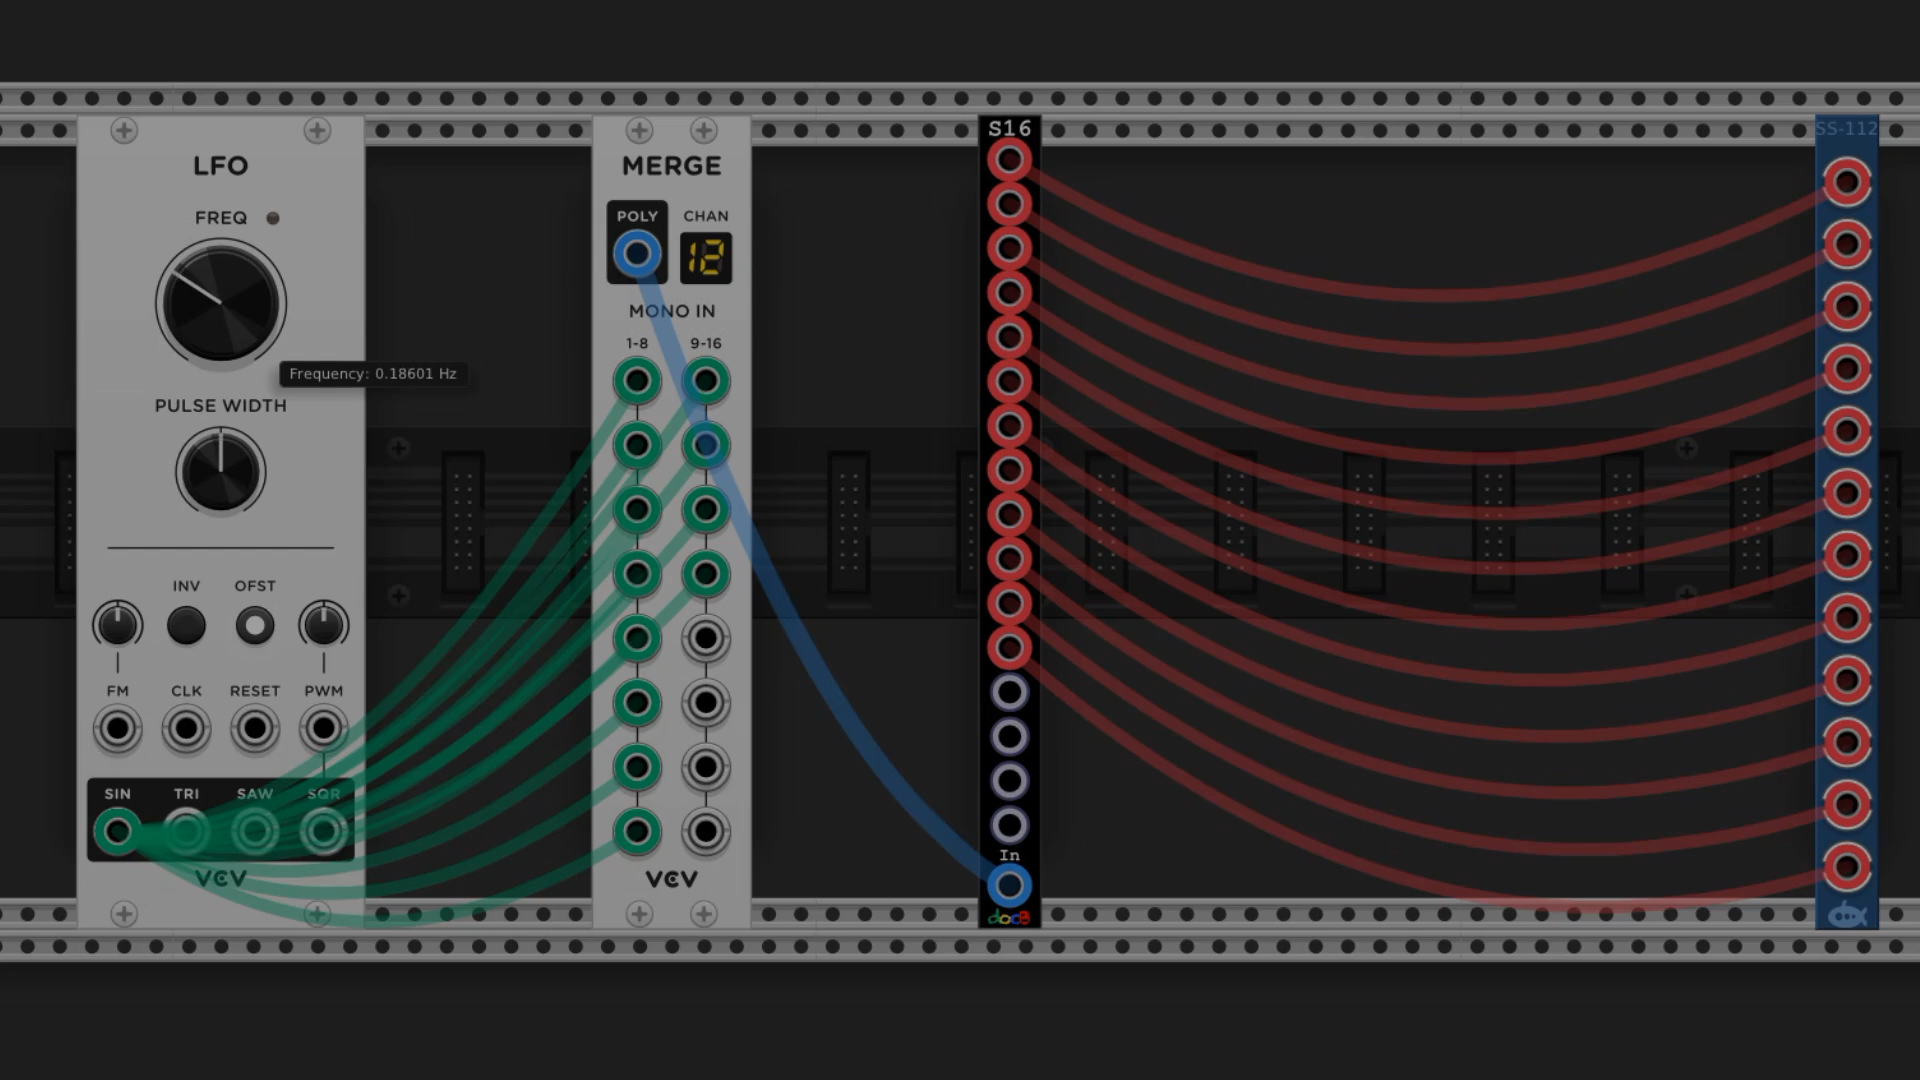 LFO
FREQ
Frequency: 0.18601 Hz
PULSE WIDTH
INV OFST
FM CLK RESET PWM
SIN TRI SAW SQR
VCV
MERGE
POLY CHAN
12
MONO IN
1-8 9-16
VCV
S16
In
docB
SS-112